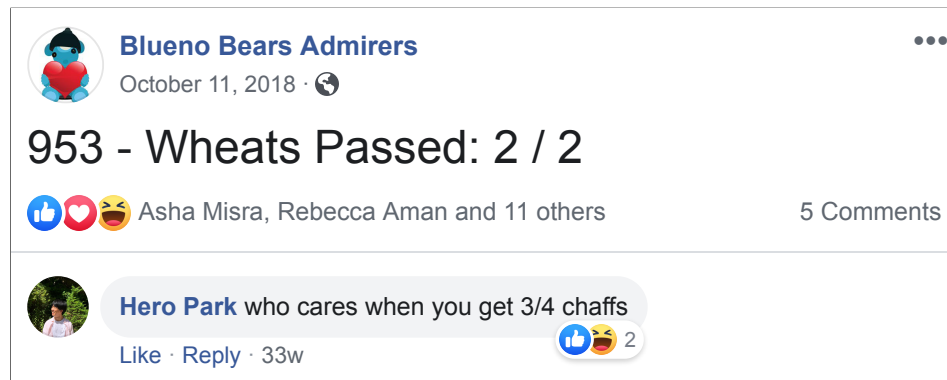 Blueno Bears Admirers
October 11, 2018 ·
953 - Wheats Passed: 2 / 2
Asha Misra, Rebecca Aman and 11 others 5 Comments
Hero Park who cares when you get 3/4 chaffs
2
Like · Reply · 33w